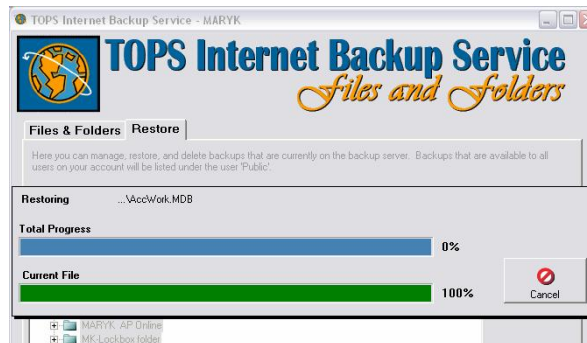 TOPS Internet Backup Service - MARYK
TOPS Internet Backup Service
Files and Folders
Files & Folders Restore
Here you can manage, restore, and delete backups that are currently on the backup server. Backups that are available to all
users on your account will be listed under the user 'Public'.
Restoring ...\AccWork.MDB
Total Progress
0%
Current File
100%
Cancel
MARYK AP Online
MK-Lockbox folder